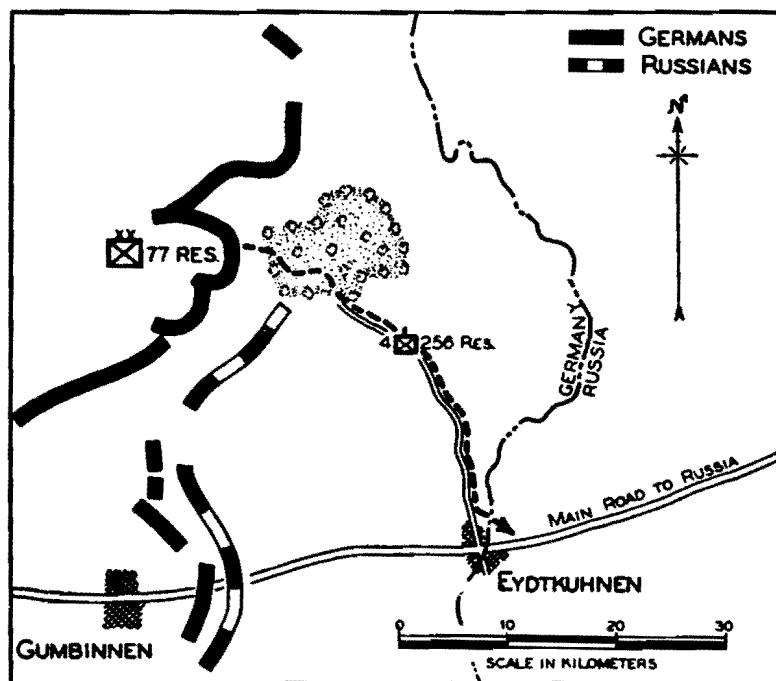 GERMANS
RUSSIANS
N
XX
77 RES.
4 256 RES.
GERMANY
RUSSIA
MAIN ROAD TO RUSSIA
EYDTKUHNEN
GUMBINNEN
0 10 20 30
SCALE IN KILOMETERS